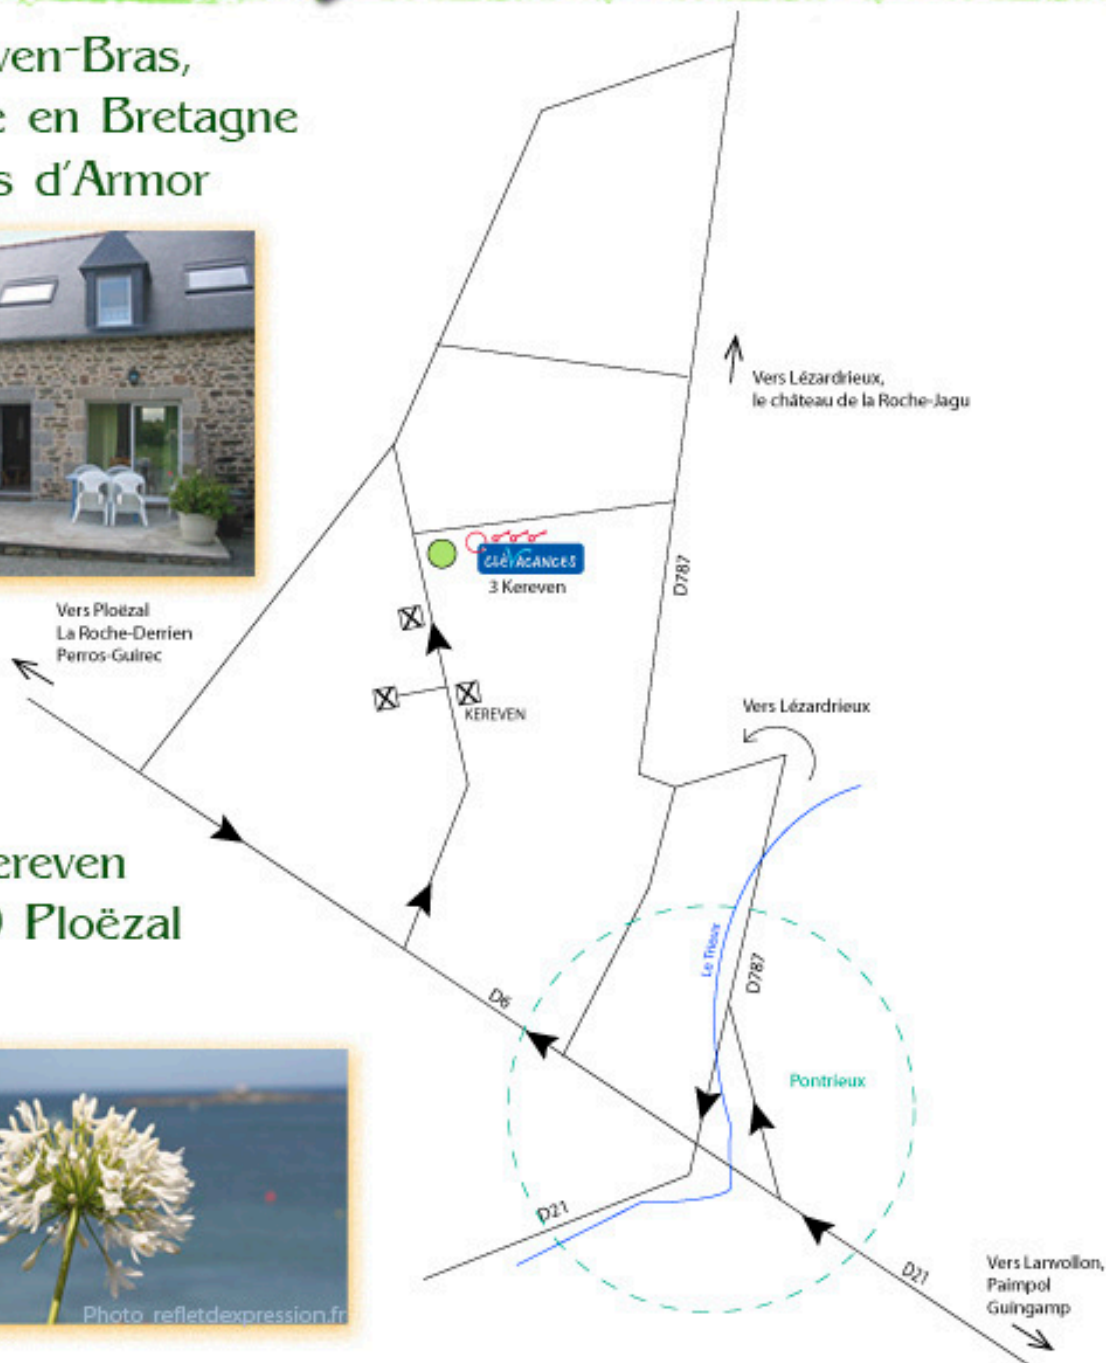 ven-Bras,
e en Bretagne
s d'Armor
Vers Lézardrieux,
le château de la Roche-Jagu
CLÉVACANCES
3 Kereven
D787
Vers Ploëzal
La Roche-Derrien
Perros-Guirec
KEREVEN
Vers Lézardrieux
ereven
) Ploëzal
Le Trieux
D787
D6
Pontrieux
D21
D21
Vers Lanvollon,
Paimpol
Guingamp
Photo refletdexpression.fr